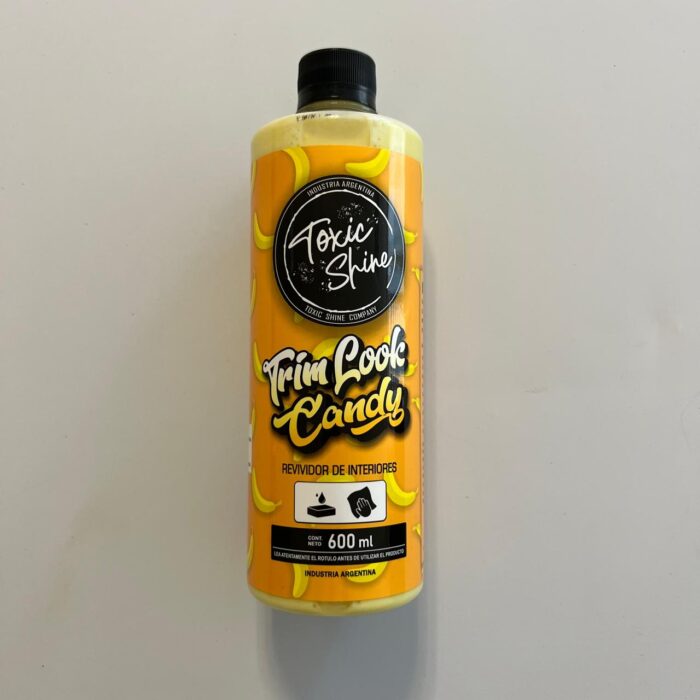 INDUSTRIA ARGENTINA
Toxic
Shine
TOXIC SHINE COMPANY
Trim Look
Candy
REVIVIDOR DE INTERIORES
CONT.
NETO 600 ml
LEA ATENTAMENTE EL ROTULO ANTES DE UTILIZAR EL PRODUCTO
INDUSTRIA ARGENTINA